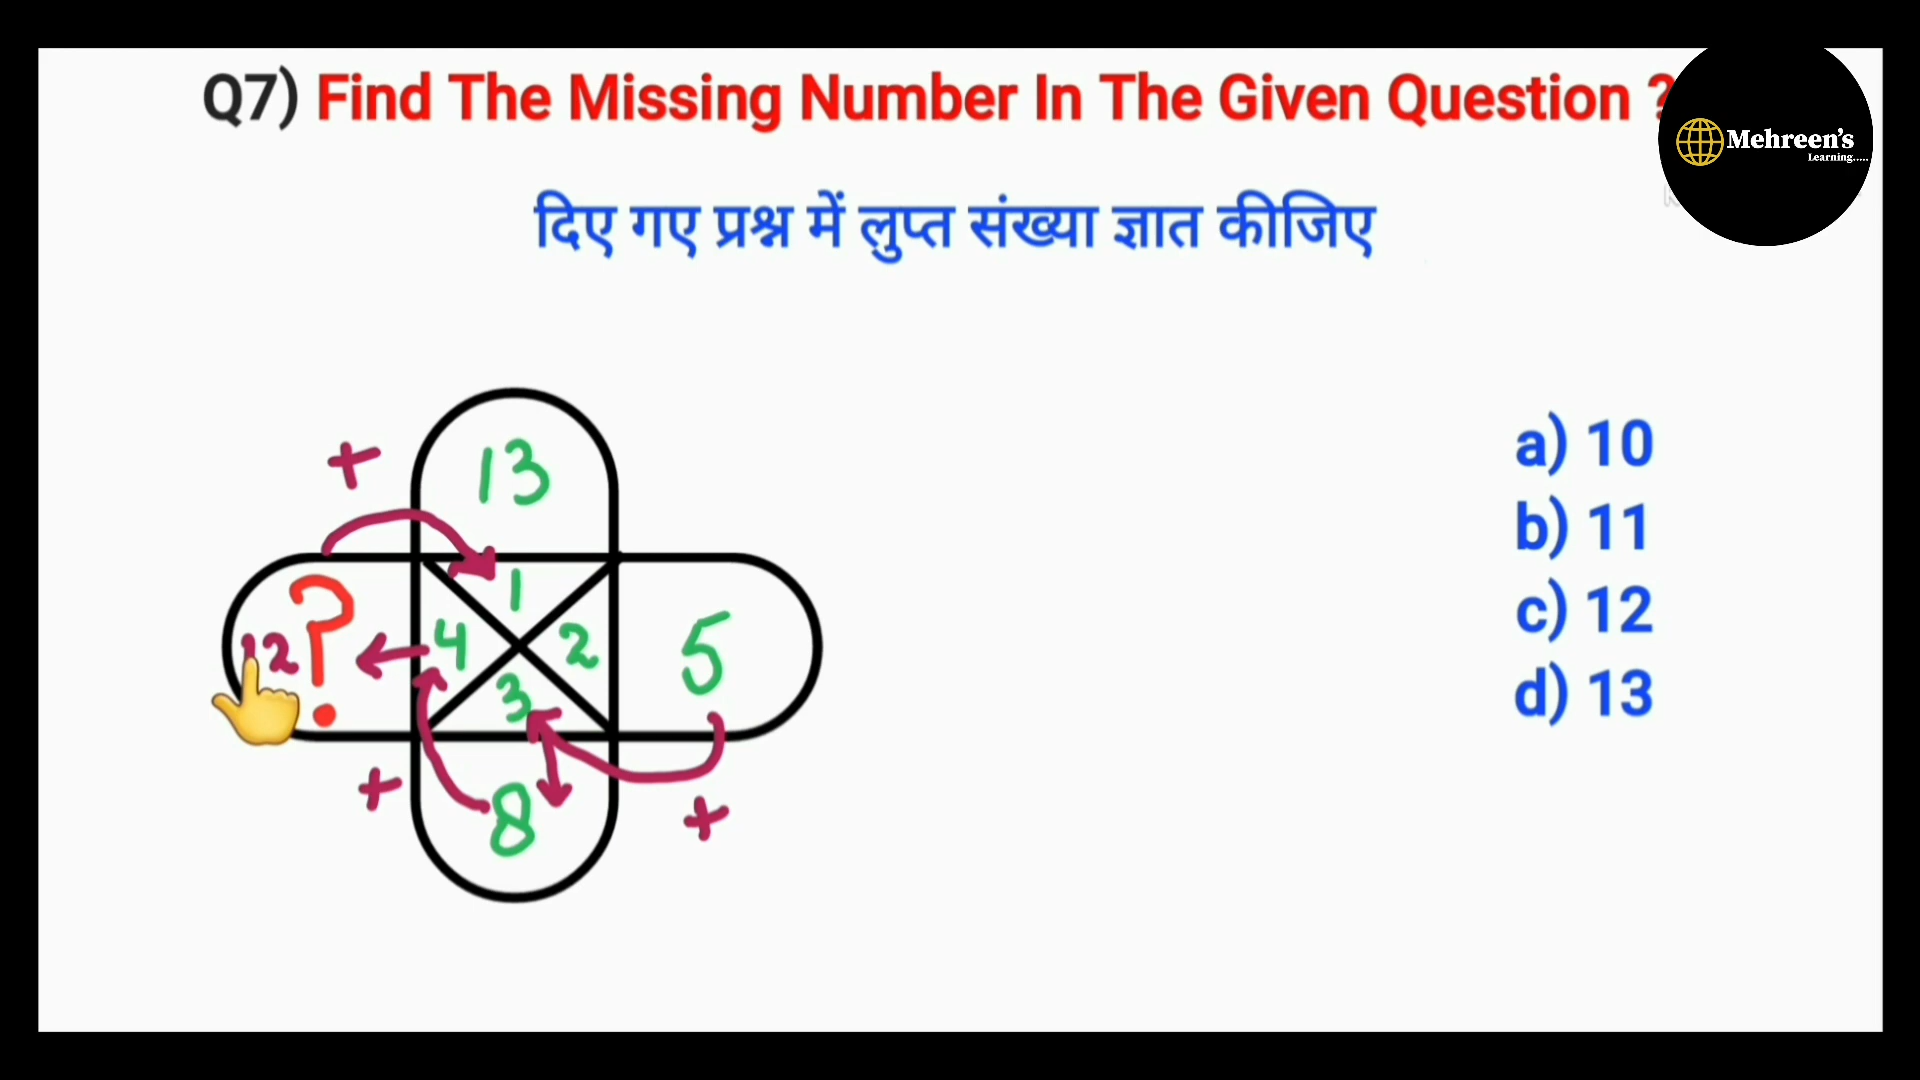 Q7) Find The Missing Number In The Given Question ?
Mehreen's
Learning.....
दिए गए प्रश्न में लुप्त संख्या ज्ञात कीजिए
13
+
1
12 ? 4 2 5
3
+ 8 +
a) 10
b) 11
c) 12
d) 13